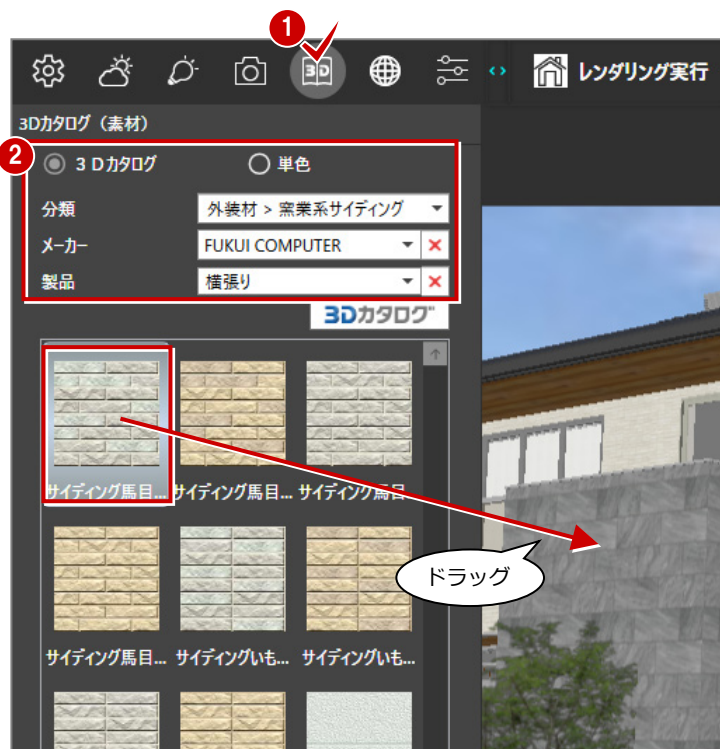 1
3D
レンダリング実行
3Dカタログ（素材）
2
３Ｄカタログ
単色
分類
外装材 > 窯業系サイディング
メーカー
FUKUI COMPUTER
製品
横張り
3Dカタログ
サイディング馬目... サイディング馬目... サイディング馬目
ドラッグ
サイディング馬目... サイディングいも... サイディングいも...